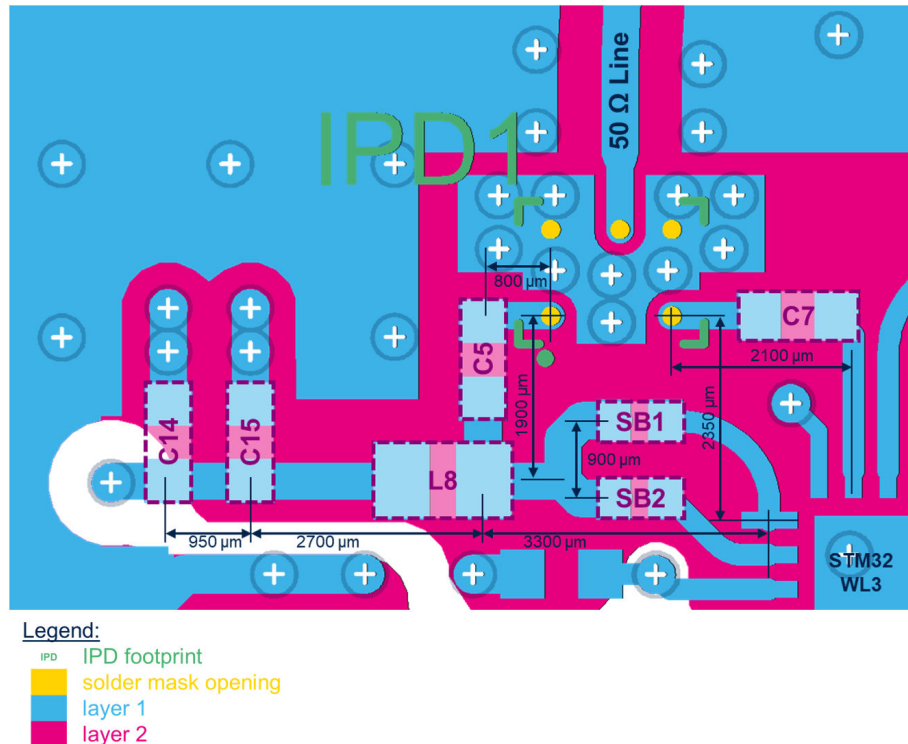 50 Ω Line
IPD1
800 µm
C5
C7
2100 µm
1900 µm
2350 µm
C14
C15
L8
SB1
900 µm
SB2
950 µm
2700 µm
3300 µm
STM32
WL3
Legend:
IPD IPD footprint
solder mask opening
layer 1
layer 2